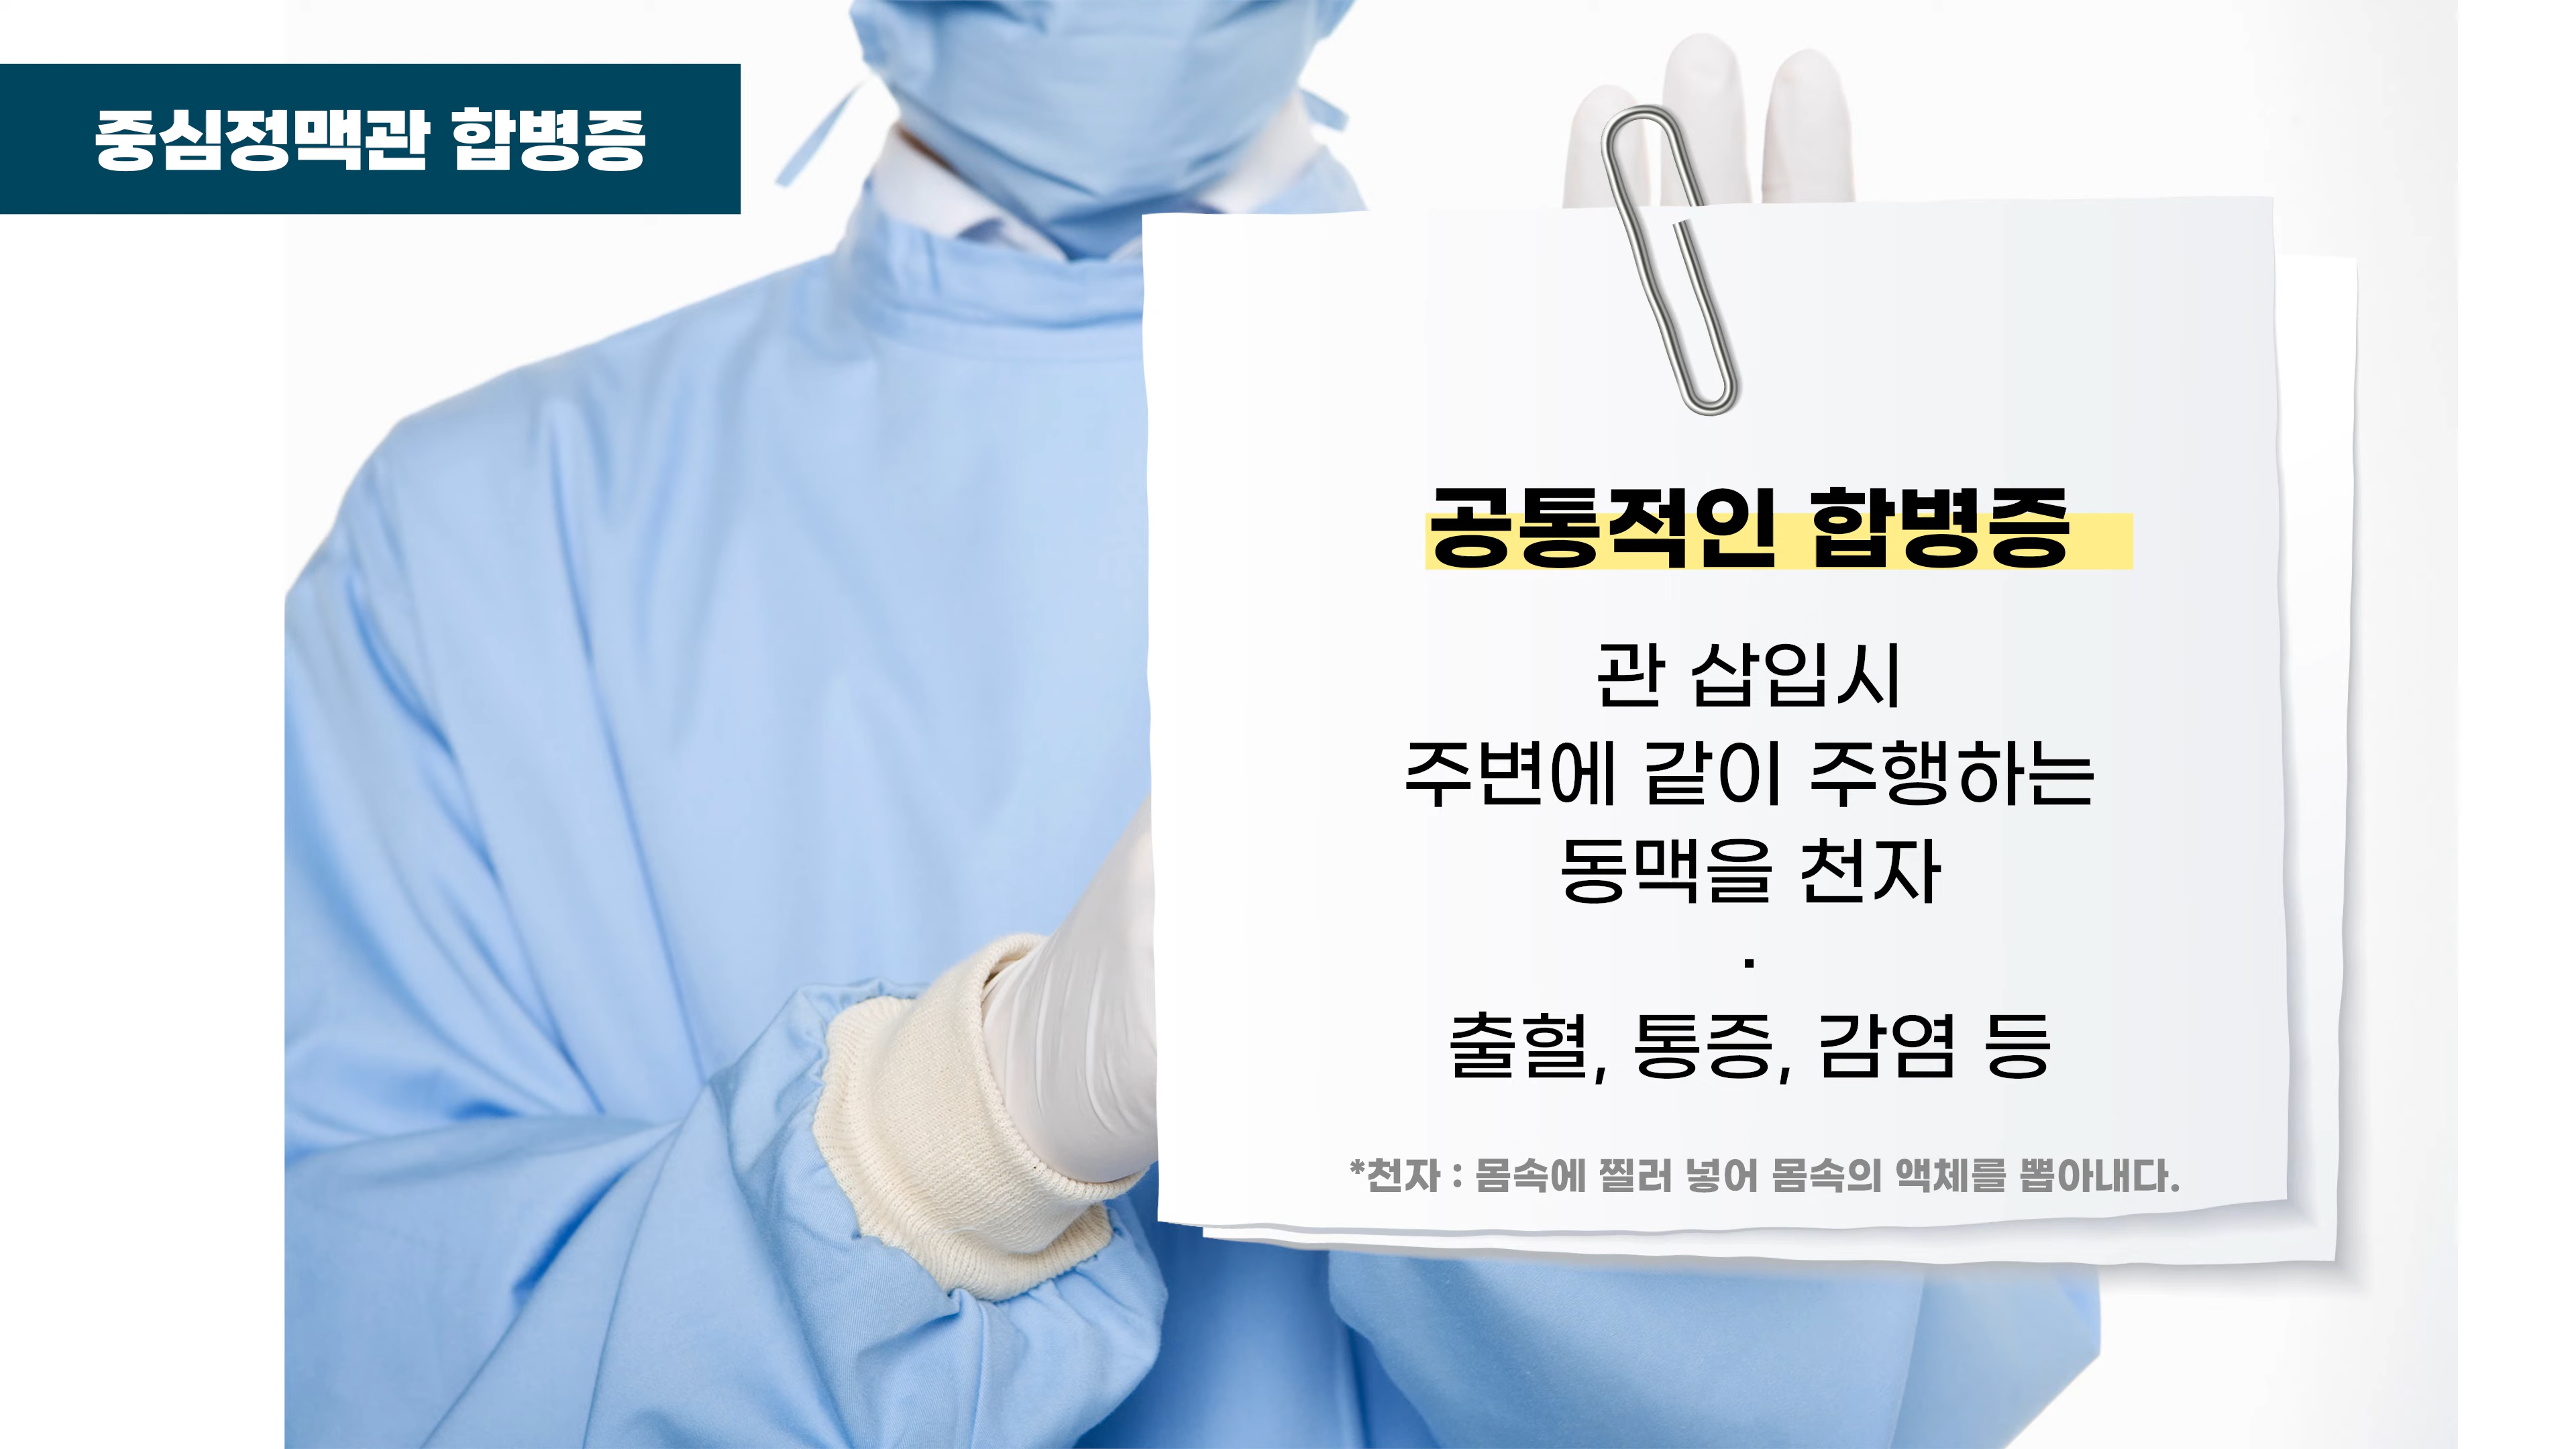 중심정맥관 합병증
공통적인 합병증
관 삽입시
주변에 같이 주행하는
동맥을 천자
·
출혈, 통증, 감염 등
*천자 : 몸속에 찔러 넣어 몸속의 액체를 뽑아내다.